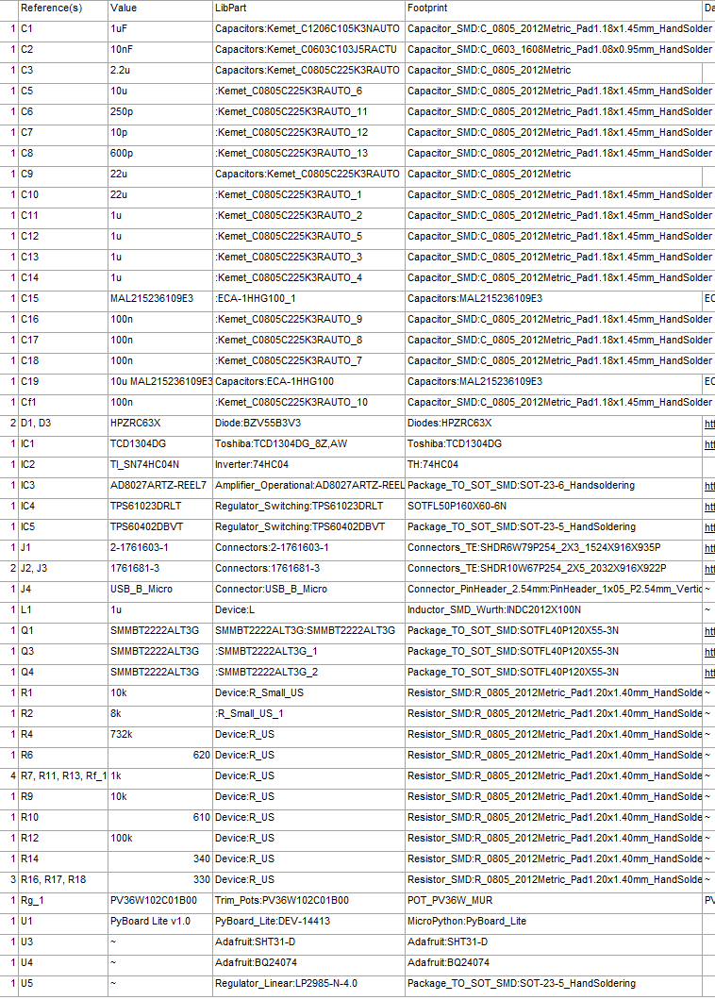 Reference(s) Value LibPart Footprint Da
1 C1 1uF Capacitors:Kemet_C1206C105K3NAUTO Capacitor_SMD:C_0805_2012Metric_Pad1.18x1.45mm_HandSolder
1 C2 10nF Capacitors:Kemet_C0603C103J5RACTU Capacitor_SMD:C_0603_1608Metric_Pad1.08x0.95mm_HandSolder
1 C3 2.2u Capacitors:Kemet_C0805C225K3RAUTO Capacitor_SMD:C_0805_2012Metric
1 C5 10u :Kemet_C0805C225K3RAUTO_6 Capacitor_SMD:C_0805_2012Metric_Pad1.18x1.45mm_HandSolder
1 C6 250p :Kemet_C0805C225K3RAUTO_11 Capacitor_SMD:C_0805_2012Metric_Pad1.18x1.45mm_HandSolder
1 C7 10p :Kemet_C0805C225K3RAUTO_12 Capacitor_SMD:C_0805_2012Metric_Pad1.18x1.45mm_HandSolder
1 C8 600p :Kemet_C0805C225K3RAUTO_13 Capacitor_SMD:C_0805_2012Metric_Pad1.18x1.45mm_HandSolder
1 C9 22u Capacitors:Kemet_C0805C225K3RAUTO Capacitor_SMD:C_0805_2012Metric
1 C10 22u :Kemet_C0805C225K3RAUTO_1 Capacitor_SMD:C_0805_2012Metric_Pad1.18x1.45mm_HandSolder
1 C11 1u :Kemet_C0805C225K3RAUTO_2 Capacitor_SMD:C_0805_2012Metric_Pad1.18x1.45mm_HandSolder
1 C12 1u :Kemet_C0805C225K3RAUTO_5 Capacitor_SMD:C_0805_2012Metric_Pad1.18x1.45mm_HandSolder
1 C13 1u :Kemet_C0805C225K3RAUTO_3 Capacitor_SMD:C_0805_2012Metric_Pad1.18x1.45mm_HandSolder
1 C14 1u :Kemet_C0805C225K3RAUTO_4 Capacitor_SMD:C_0805_2012Metric_Pad1.18x1.45mm_HandSolder
1 C15 MAL215236109E3 :ECA-1HHG100_1 Capacitors:MAL215236109E3 EC
1 C16 100n :Kemet_C0805C225K3RAUTO_9 Capacitor_SMD:C_0805_2012Metric_Pad1.18x1.45mm_HandSolder
1 C17 100n :Kemet_C0805C225K3RAUTO_8 Capacitor_SMD:C_0805_2012Metric_Pad1.18x1.45mm_HandSolder
1 C18 100n :Kemet_C0805C225K3RAUTO_7 Capacitor_SMD:C_0805_2012Metric_Pad1.18x1.45mm_HandSolder
1 C19 10u MAL215236109E3 Capacitors:ECA-1HHG100 Capacitors:MAL215236109E3 EC
1 Cf1 100n :Kemet_C0805C225K3RAUTO_10 Capacitor_SMD:C_0805_2012Metric_Pad1.18x1.45mm_HandSolder
2 D1, D3 HPZRC63X Diode:BZV55B3V3 Diodes:HPZRC63X htt
1 IC1 TCD1304DG Toshiba:TCD1304DG_8Z,AW Toshiba:TCD1304DG htt
1 IC2 TI_SN74HC04N Inverter:74HC04 TH:74HC04
1 IC3 AD8027ARTZ-REEL7 Amplifier_Operational:AD8027ARTZ-REEL Package_TO_SOT_SMD:SOT-23-6_Handsoldering htt
1 IC4 TPS61023DRLT Regulator_Switching:TPS61023DRLT SOTFL50P160X60-6N htt
1 IC5 TPS60402DBVT Regulator_Switching:TPS60402DBVT Package_TO_SOT_SMD:SOT-23-5_HandSoldering htt
1 J1 2-1761603-1 Connectors:2-1761603-1 Connectors_TE:SHDR6W79P254_2X3_1524X916X935P htt
2 J2, J3 1761681-3 Connectors:1761681-3 Connectors_TE:SHDR10W67P254_2X5_2032X916X922P htt
1 J4 USB_B_Micro Connector:USB_B_Micro Connector_PinHeader_2.54mm:PinHeader_1x05_P2.54mm_Vertic ~
1 L1 1u Device:L Inductor_SMD_Wurth:INDC2012X100N ~
1 Q1 SMMBT2222ALT3G SMMBT2222ALT3G:SMMBT2222ALT3G Package_TO_SOT_SMD:SOTFL40P120X55-3N htt
1 Q3 SMMBT2222ALT3G :SMMBT2222ALT3G_1 Package_TO_SOT_SMD:SOTFL40P120X55-3N htt
1 Q4 SMMBT2222ALT3G :SMMBT2222ALT3G_2 Package_TO_SOT_SMD:SOTFL40P120X55-3N htt
1 R1 10k Device:R_Small_US Resistor_SMD:R_0805_2012Metric_Pad1.20x1.40mm_HandSolde ~
1 R2 8k :R_Small_US_1 Resistor_SMD:R_0805_2012Metric_Pad1.20x1.40mm_HandSolde ~
1 R4 732k Device:R_US Resistor_SMD:R_0805_2012Metric_Pad1.20x1.40mm_HandSolde ~
1 R6 620 Device:R_US Resistor_SMD:R_0805_2012Metric_Pad1.20x1.40mm_HandSolde ~
4 R7, R11, R13, Rf_1 1k Device:R_US Resistor_SMD:R_0805_2012Metric_Pad1.20x1.40mm_HandSolde ~
1 R9 10k Device:R_US Resistor_SMD:R_0805_2012Metric_Pad1.20x1.40mm_HandSolde ~
1 R10 610 Device:R_US Resistor_SMD:R_0805_2012Metric_Pad1.20x1.40mm_HandSolde ~
1 R12 100k Device:R_US Resistor_SMD:R_0805_2012Metric_Pad1.20x1.40mm_HandSolde ~
1 R14 340 Device:R_US Resistor_SMD:R_0805_2012Metric_Pad1.20x1.40mm_HandSolde ~
3 R16, R17, R18 330 Device:R_US Resistor_SMD:R_0805_2012Metric_Pad1.20x1.40mm_HandSolde ~
1 Rg_1 PV36W102C01B00 Trim_Pots:PV36W102C01B00 POT_PV36W_MUR PV
1 U1 PyBoard Lite v1.0 PyBoard_Lite:DEV-14413 MicroPython:PyBoard_Lite
1 U3 ~ Adafruit:SHT31-D Adafruit:SHT31-D
1 U4 ~ Adafruit:BQ24074 Adafruit:BQ24074
1 U5 ~ Regulator_Linear:LP2985-N-4.0 Package_TO_SOT_SMD:SOT-23-5_HandSoldering